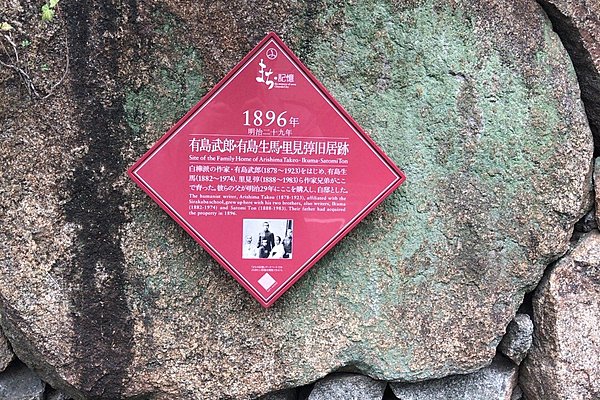 まち・記憶
1896年
明治二十九年
有島武郎・有島生馬・里見弴旧居跡
Site of the Family Home of Arishima Takeo・Ikuma・Satomi Ton
白樺派の作家・有島武郎(1878〜1923)をはじめ、有島生
馬(1882〜1974)、里見弴(1888〜1983)ら作家兄弟がここ
で育った。彼らの父が明治29年にここを購入し、自邸とした。
The humanist writer, Arishima Takeo (1878-1923), affiliated with the
Sirakaba school, grew up here with his two brothers, also writers, Ikuma
(1882-1974) and Satomi Ton (1888-1983). Their father had acquired
the property in 1896.